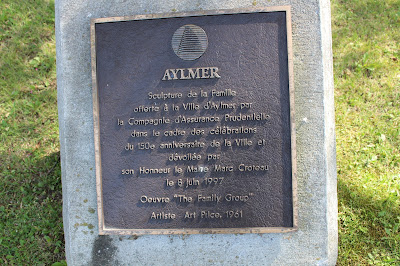 AYLMER
Sculpture de la Famille
offerte à la Ville d'Aylmer par
la Compagnie d'Assurance Prudentielle
dans le cadre des célébrations
du 150e anniversaire de la Ville et
dévoilée par
son Honneur le Maire Marc Croteau
le 8 juin 1997
Oeuvre "The Family Group"
Artiste Art Price, 1961